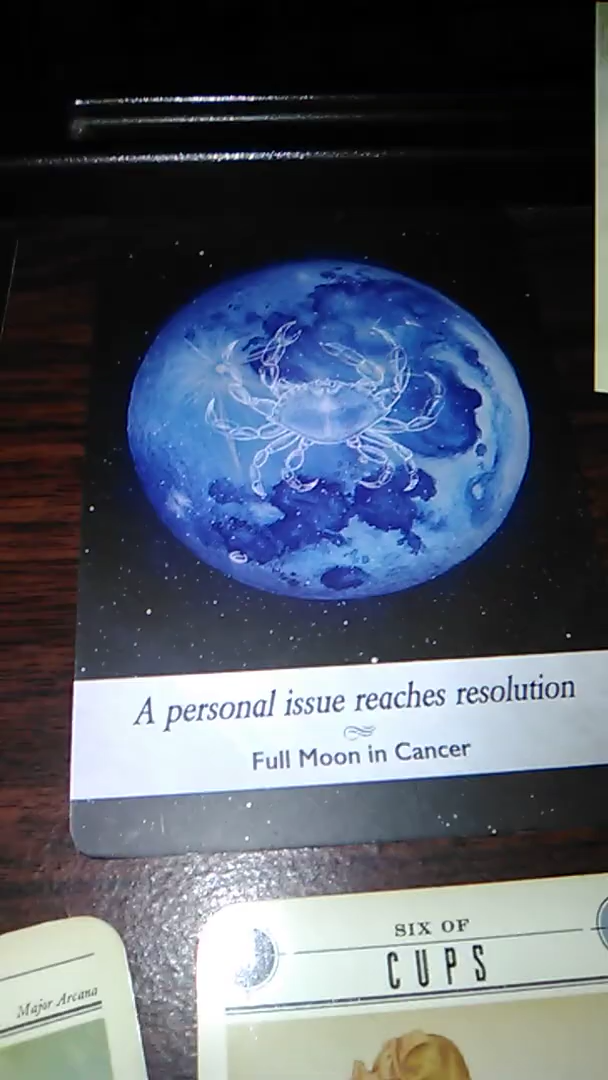 A personal issue reaches resolution
Full Moon in Cancer
SIX OF
CUPS
Major Arcana